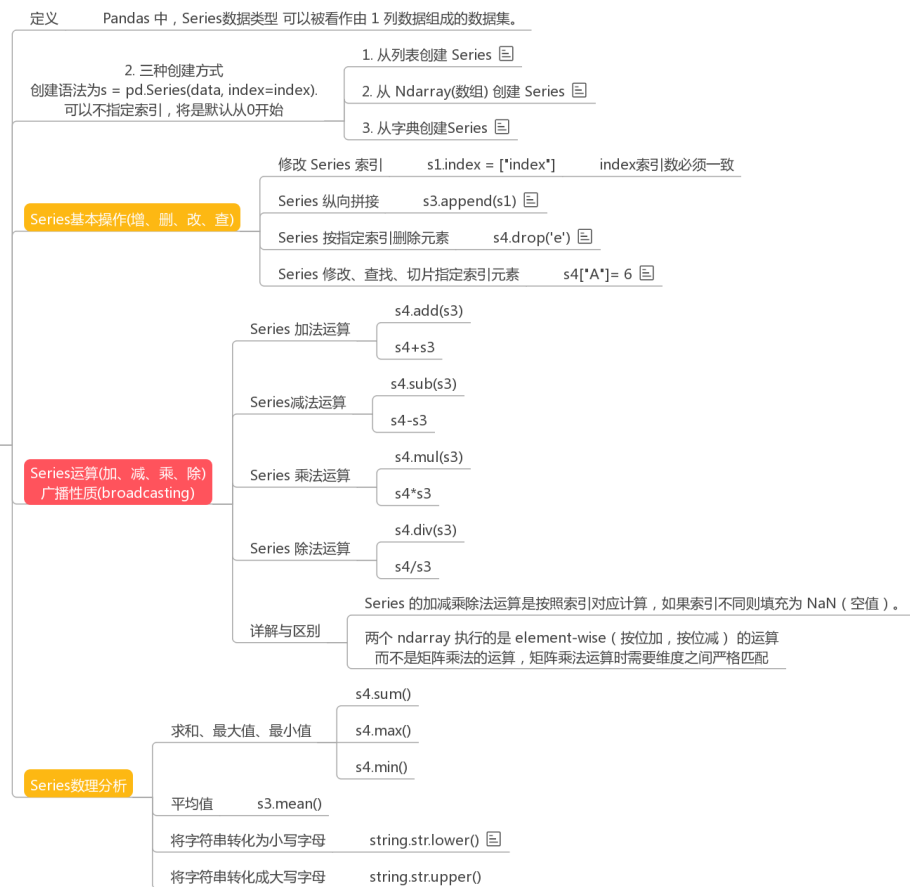 定义
Pandas 中，Series数据类型 可以被看作由 1 列数据组成的数据集。
2. 三种创建方式
创建语法为s = pd.Series(data, index=index).
可以不指定索引，将是默认从0开始
1. 从列表创建 Series
2. 从 Ndarray(数组) 创建 Series
3. 从字典创建Series
Series基本操作(增、删、改、查)
修改 Series 索引
s1.index = ["index"]
index索引数必须一致
Series 纵向拼接
s3.append(s1)
Series 按指定索引删除元素
s4.drop('e')
Series 修改、查找、切片指定索引元素
s4["A"]= 6
Series运算(加、减、乘、除)
广播性质(broadcasting)
Series 加法运算
s4.add(s3)
s4+s3
Series减法运算
s4.sub(s3)
s4-s3
Series 乘法运算
s4.mul(s3)
s4*s3
Series 除法运算
s4.div(s3)
s4/s3
详解与区别
Series 的加减乘除法运算是按照索引对应计算，如果索引不同则填充为 NaN（空值）。
两个 ndarray 执行的是 element-wise（按位加，按位减） 的运算
而不是矩阵乘法的运算，矩阵乘法运算时需要维度之间严格匹配
Series数理分析
求和、最大值、最小值
s4.sum()
s4.max()
s4.min()
平均值
s3.mean()
将字符串转化为小写字母
string.str.lower()
将字符串转化成大写字母
string.str.upper()